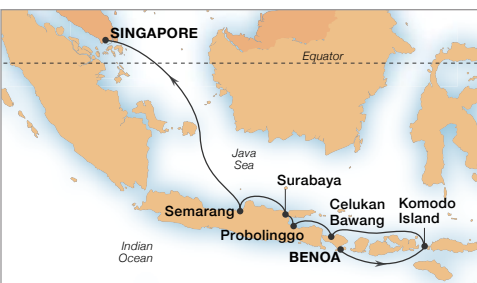 SINGAPORE
Equator
Java
Sea
Surabaya
Semarang
Celukan
Bawang
Komodo
Island
Probolinggo
Indian
Ocean
BENOA